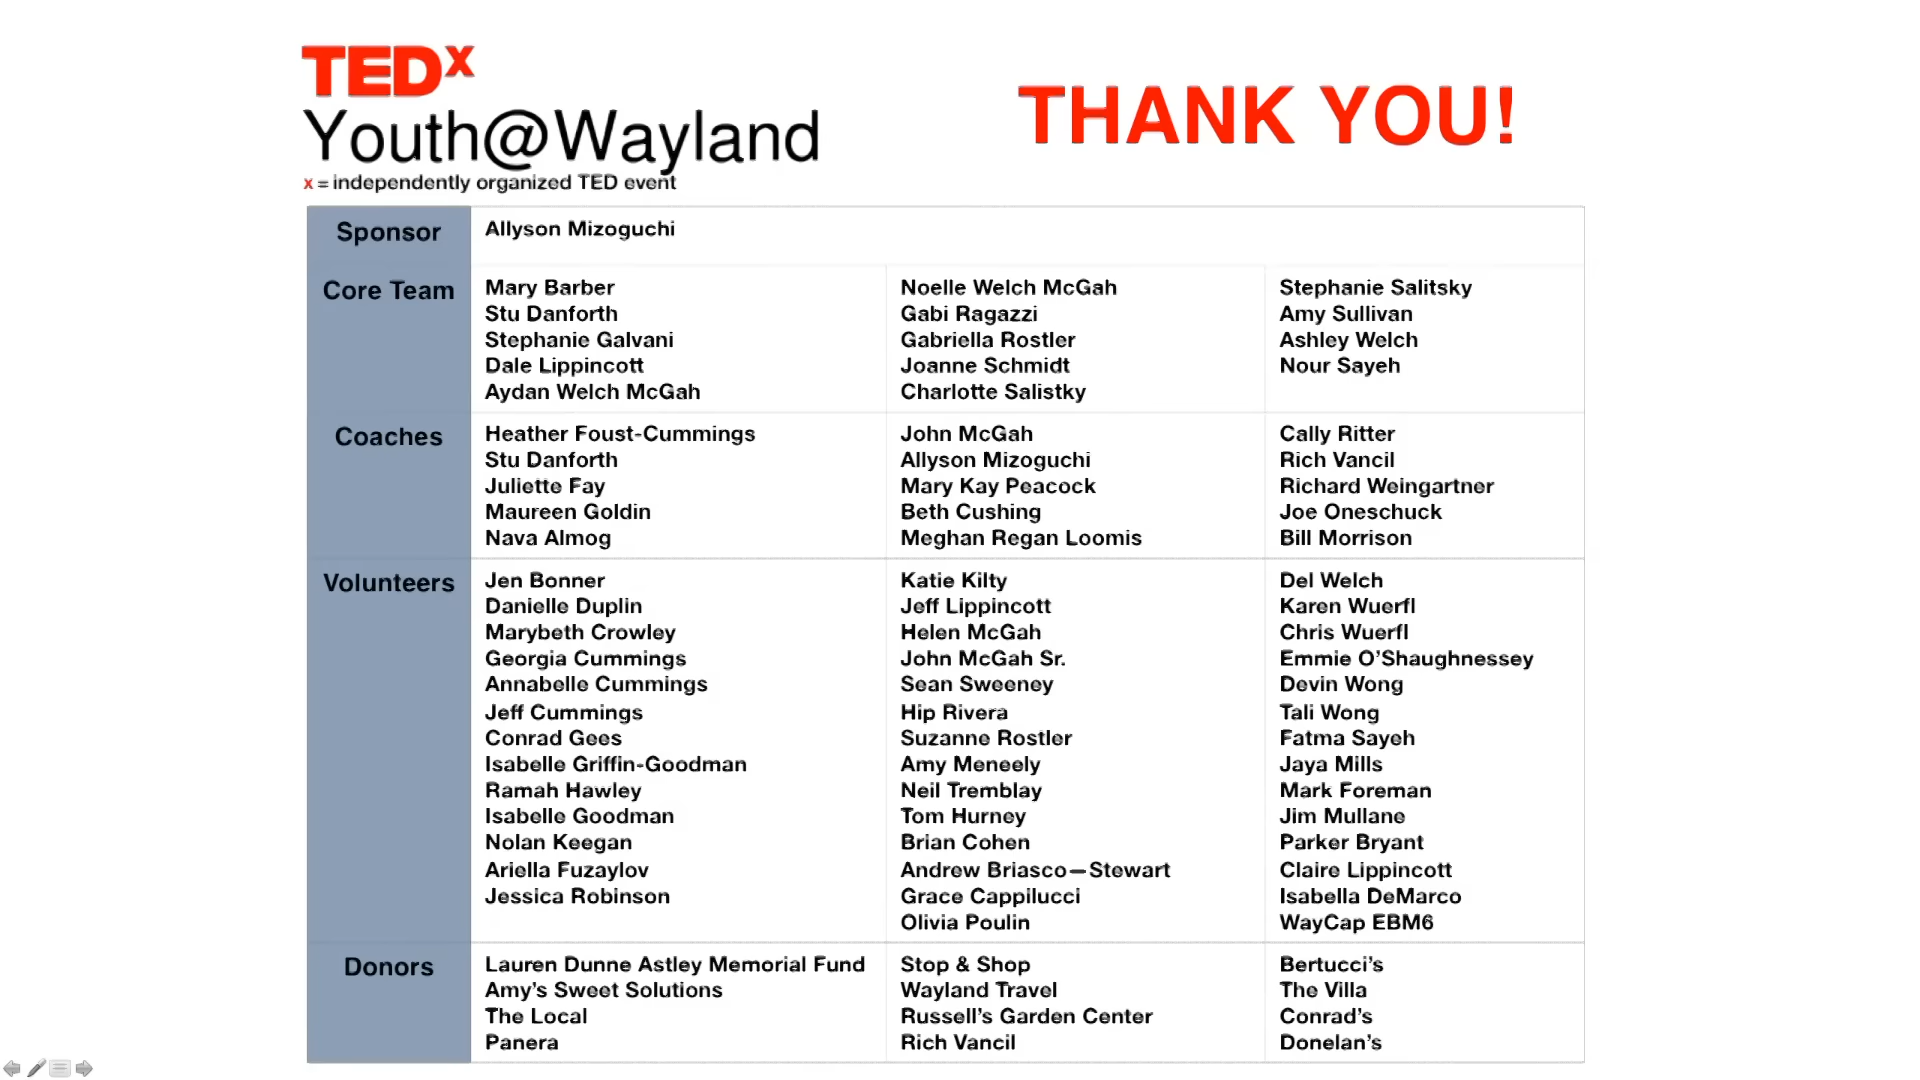 TEDx
Youth@Wayland
x = independently organized TED event
THANK YOU!
Sponsor
Allyson Mizoguchi
Core Team
Mary Barber
Stu Danforth
Stephanie Galvani
Dale Lippincott
Aydan Welch McGah
Noelle Welch McGah
Gabi Ragazzi
Gabriella Rostler
Joanne Schmidt
Charlotte Salistky
Stephanie Salitsky
Amy Sullivan
Ashley Welch
Nour Sayeh
Coaches
Heather Foust-Cummings
Stu Danforth
Juliette Fay
Maureen Goldin
Nava Almog
John McGah
Allyson Mizoguchi
Mary Kay Peacock
Beth Cushing
Meghan Regan Loomis
Cally Ritter
Rich Vancil
Richard Weingartner
Joe Oneschuck
Bill Morrison
Volunteers
Jen Bonner
Danielle Duplin
Marybeth Crowley
Georgia Cummings
Annabelle Cummings
Jeff Cummings
Conrad Gees
Isabelle Griffin-Goodman
Ramah Hawley
Isabelle Goodman
Nolan Keegan
Ariella Fuzaylov
Jessica Robinson
Katie Kilty
Jeff Lippincott
Helen McGah
John McGah Sr.
Sean Sweeney
Hip Rivera
Suzanne Rostler
Amy Meneely
Neil Tremblay
Tom Hurney
Brian Cohen
Andrew Briasco—Stewart
Grace Cappilucci
Olivia Poulin
Del Welch
Karen Wuerfl
Chris Wuerfl
Emmie O’Shaughnessey
Devin Wong
Tali Wong
Fatma Sayeh
Jaya Mills
Mark Foreman
Jim Mullane
Parker Bryant
Claire Lippincott
Isabella DeMarco
WayCap EBM6
Donors
Lauren Dunne Astley Memorial Fund
Amy’s Sweet Solutions
The Local
Panera
Stop & Shop
Wayland Travel
Russell’s Garden Center
Rich Vancil
Bertucci’s
The Villa
Conrad’s
Donelan’s